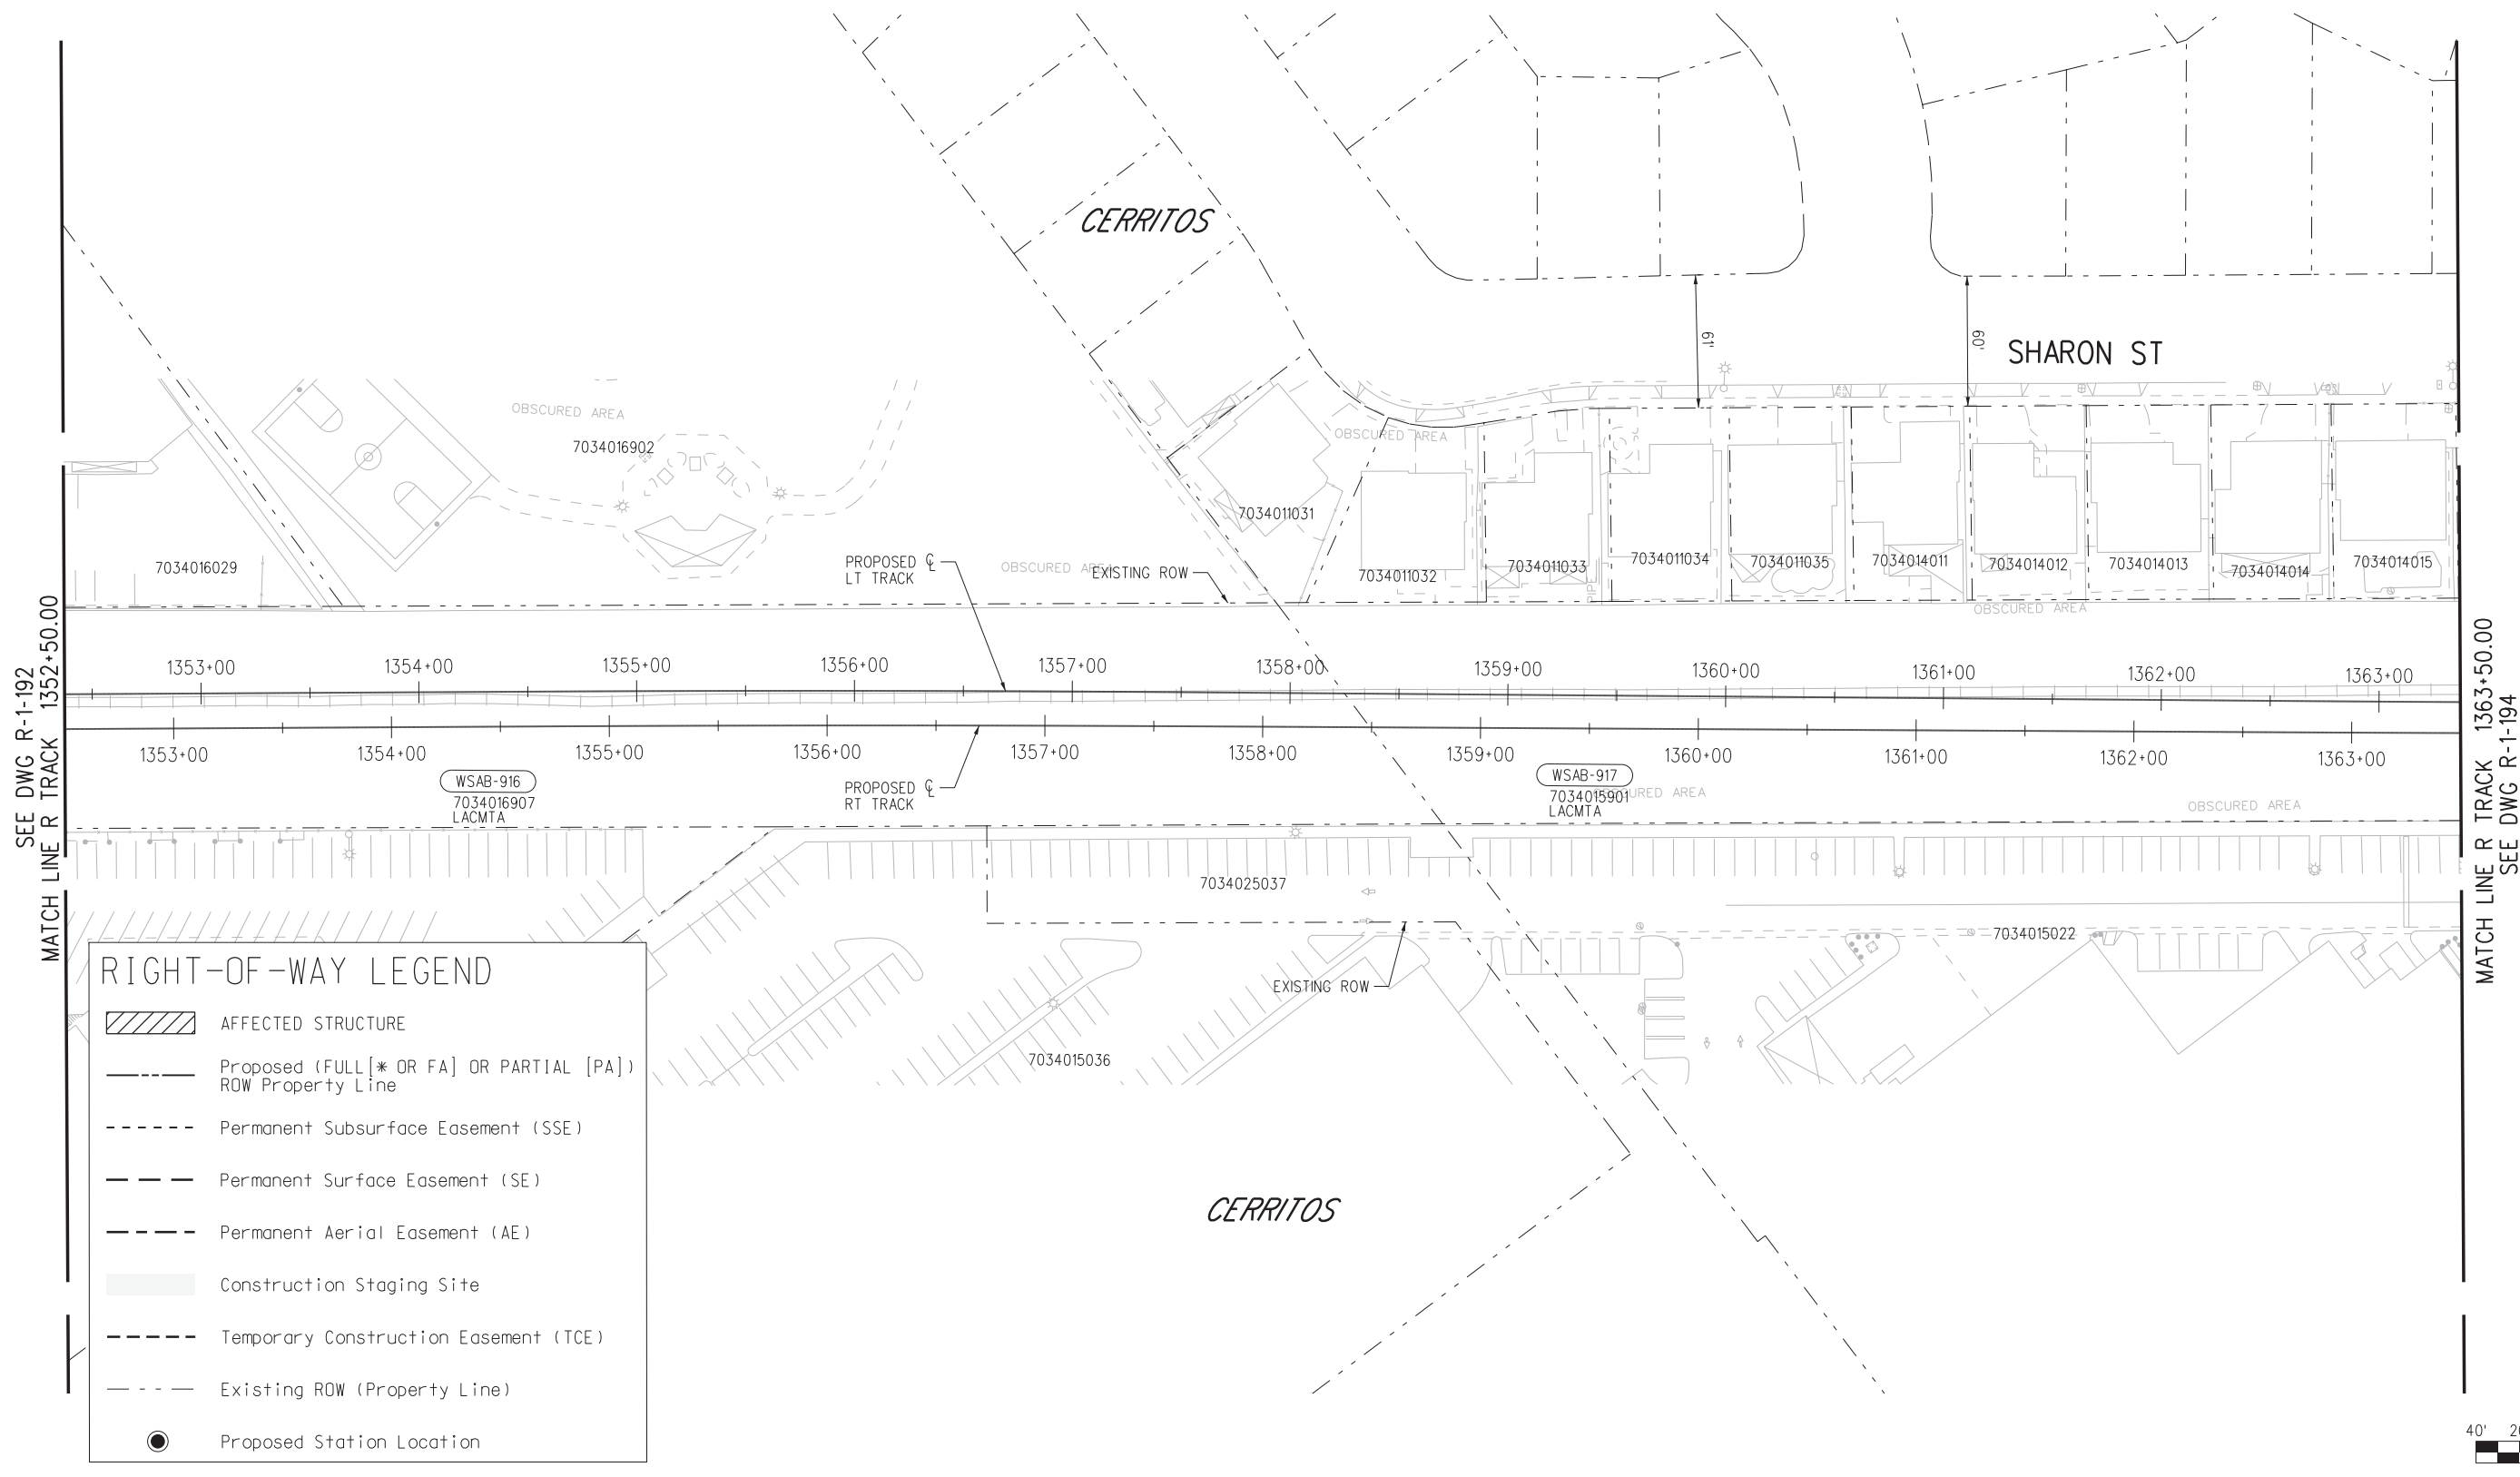 CERRITOS
61'
60'
SHARON ST
OBSCURED AREA
7034016902
OBSCURED AREA
7034011031
7034016029
PROPOSED ℄
LT TRACK
OBSCURED AREA
EXISTING ROW
7034011032
7034011033
7034011034
7034011035
7034014011
7034014012
7034014013
7034014014
7034014015
OBSCURED AREA
SEE DWG R-1-192
MATCH LINE R TRACK 1352+50.00
1353+00 1354+00 1355+00 1356+00 1357+00 1358+00 1359+00 1360+00 1361+00 1362+00 1363+00
1353+00 1354+00 1355+00 1356+00 1357+00 1358+00 1359+00 1360+00 1361+00 1362+00 1363+00
MATCH LINE R TRACK 1363+50.00
SEE DWG R-1-194
WSAB-916
7034016907
LACMTA
PROPOSED ℄
RT TRACK
WSAB-917
7034015901
LACMTA
OBSCURED AREA
OBSCURED AREA
7034025037
7034015022
EXISTING ROW
7034015036
CERRITOS
RIGHT-OF-WAY LEGEND
AFFECTED STRUCTURE
Proposed (FULL[* OR FA] OR PARTIAL [PA])
ROW Property Line
Permanent Subsurface Easement (SSE)
Permanent Surface Easement (SE)
Permanent Aerial Easement (AE)
Construction Staging Site
Temporary Construction Easement (TCE)
Existing ROW (Property Line)
Proposed Station Location
40'